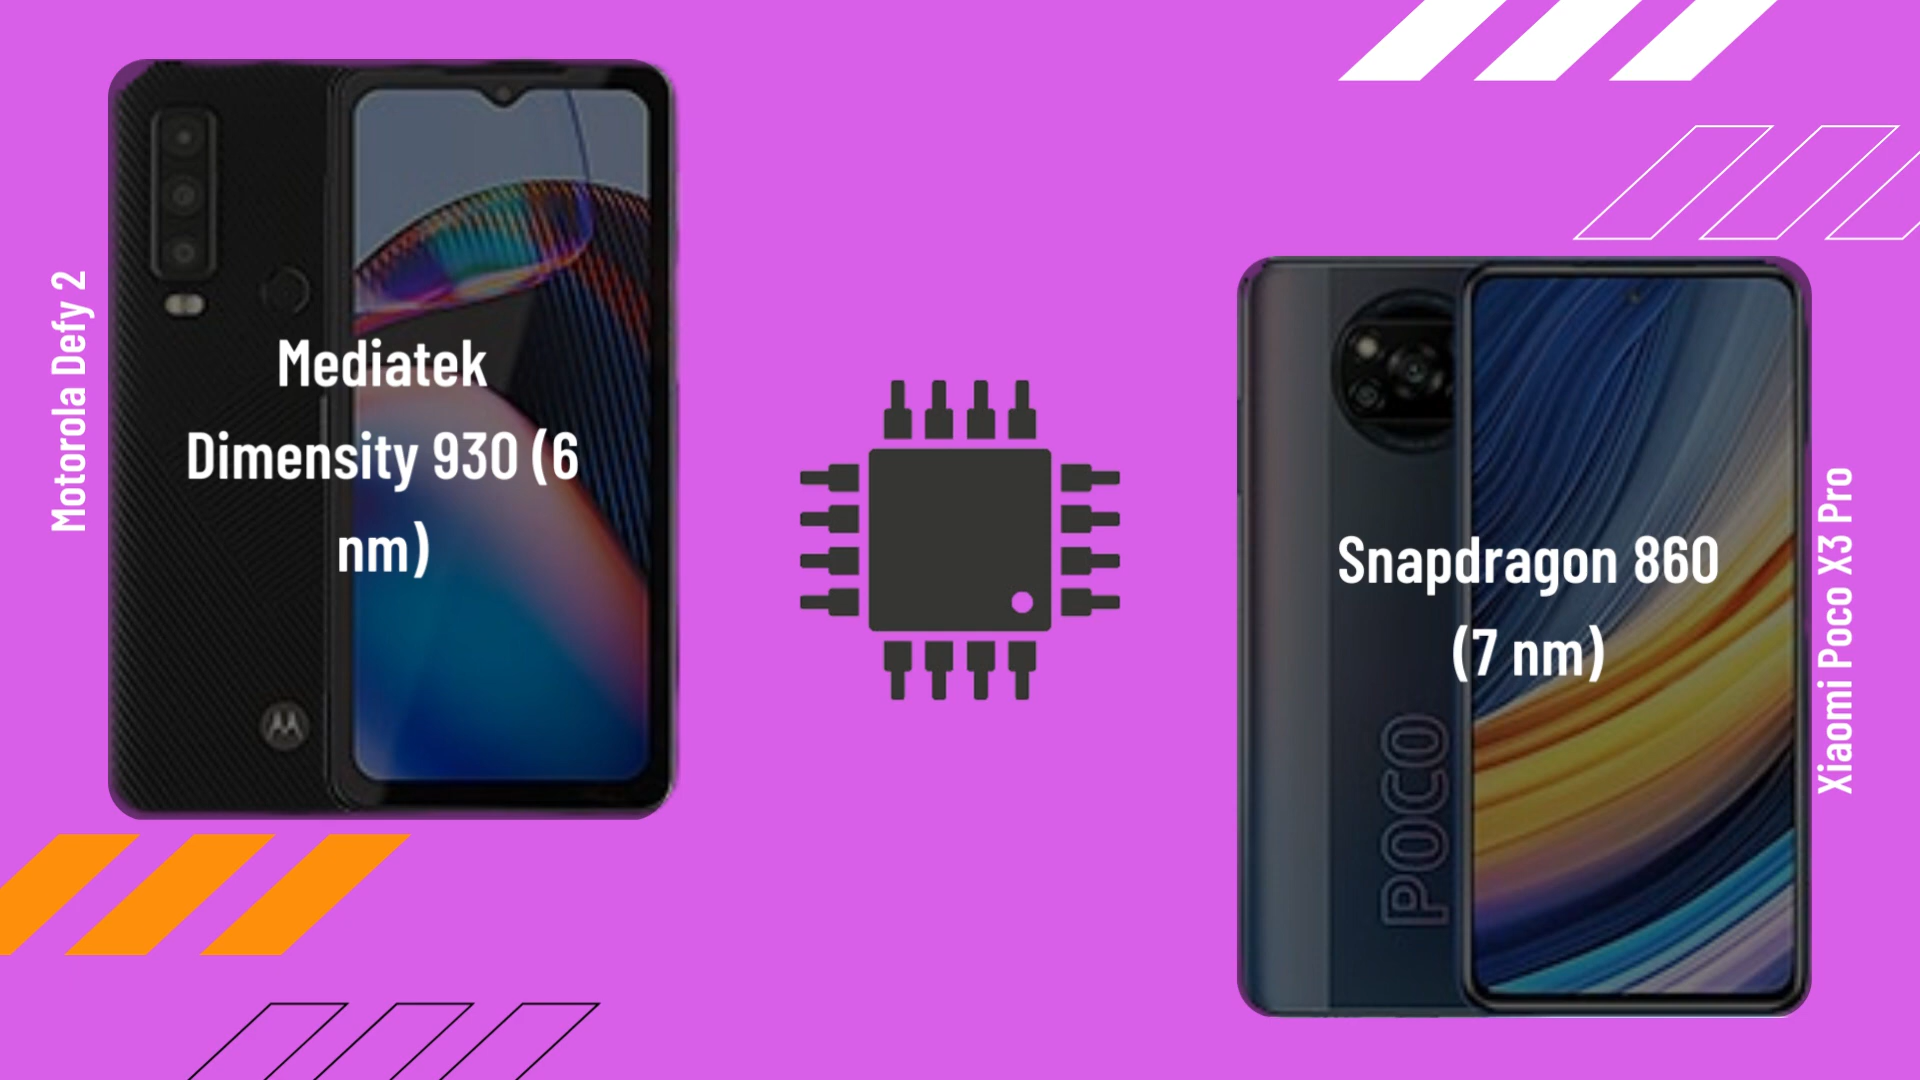 Motorola Defy 2
Mediatek
Dimensity 930 (6
nm)
Snapdragon 860
(7 nm)
POCO
Xiaomi Poco X3 Pro